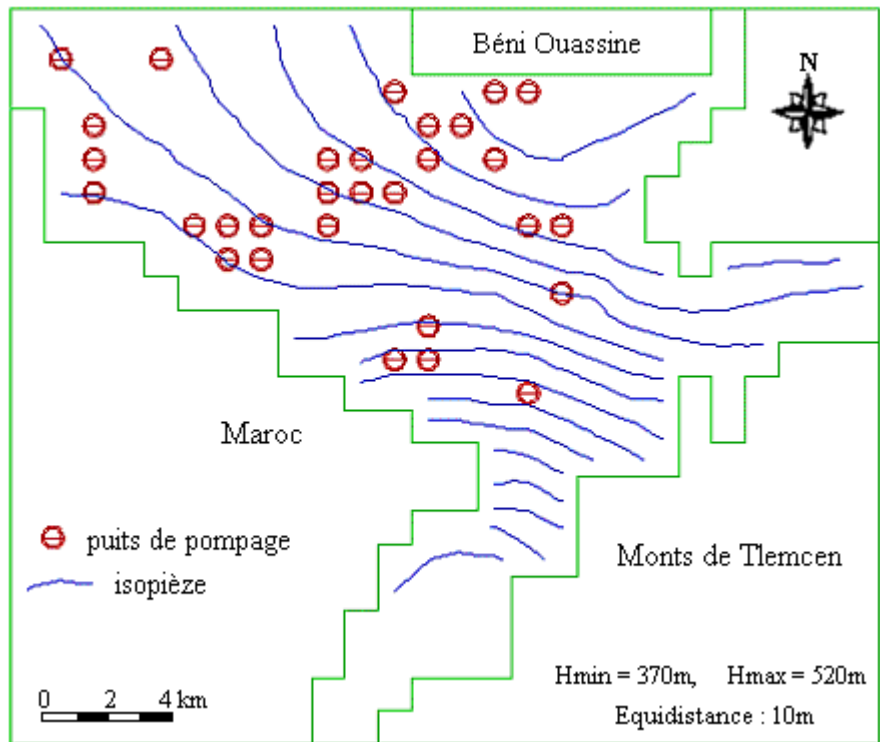 Béni Ouassine
N
Maroc
puits de pompage
isopièze
Monts de Tlemcen
0 2 4 km
Hmin = 370m, Hmax = 520m
Equidistance : 10m